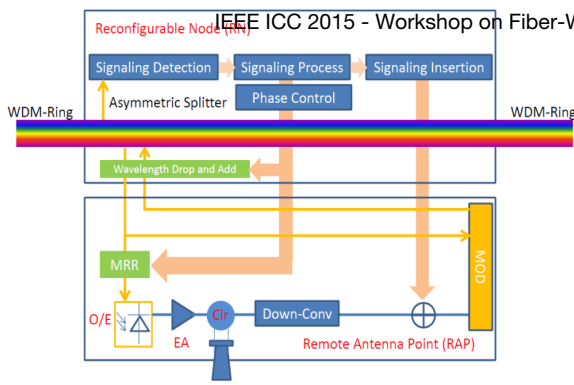 IEEE ICC 2015 - Workshop on Fiber-W
Reconfigurable Node (RN)
Signaling Detection
Signaling Process
Signaling Insertion
Asymmetric Splitter
Phase Control
WDM-Ring
WDM-Ring
Wavelength Drop and Add
MRR
MOD
O/E
EA
Cir
Down-Conv
Remote Antenna Point (RAP)